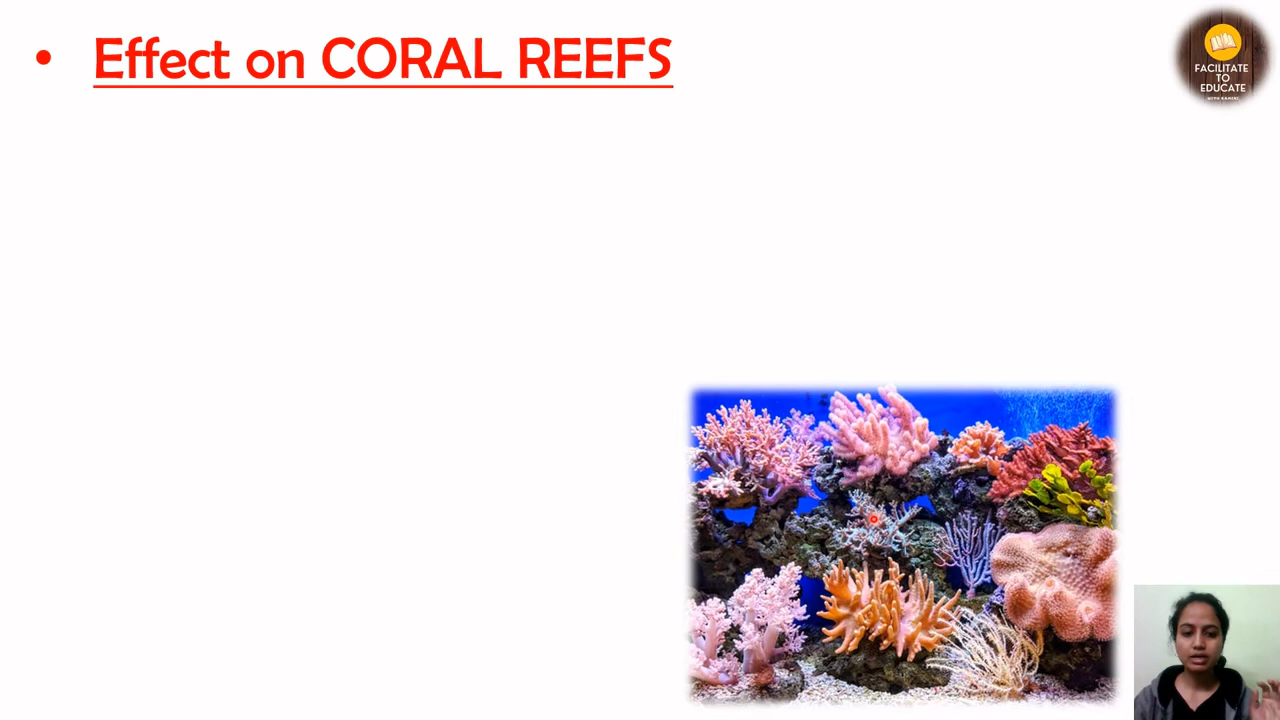 • Effect on CORAL REEFS
FACILITATE
TO
EDUCATE